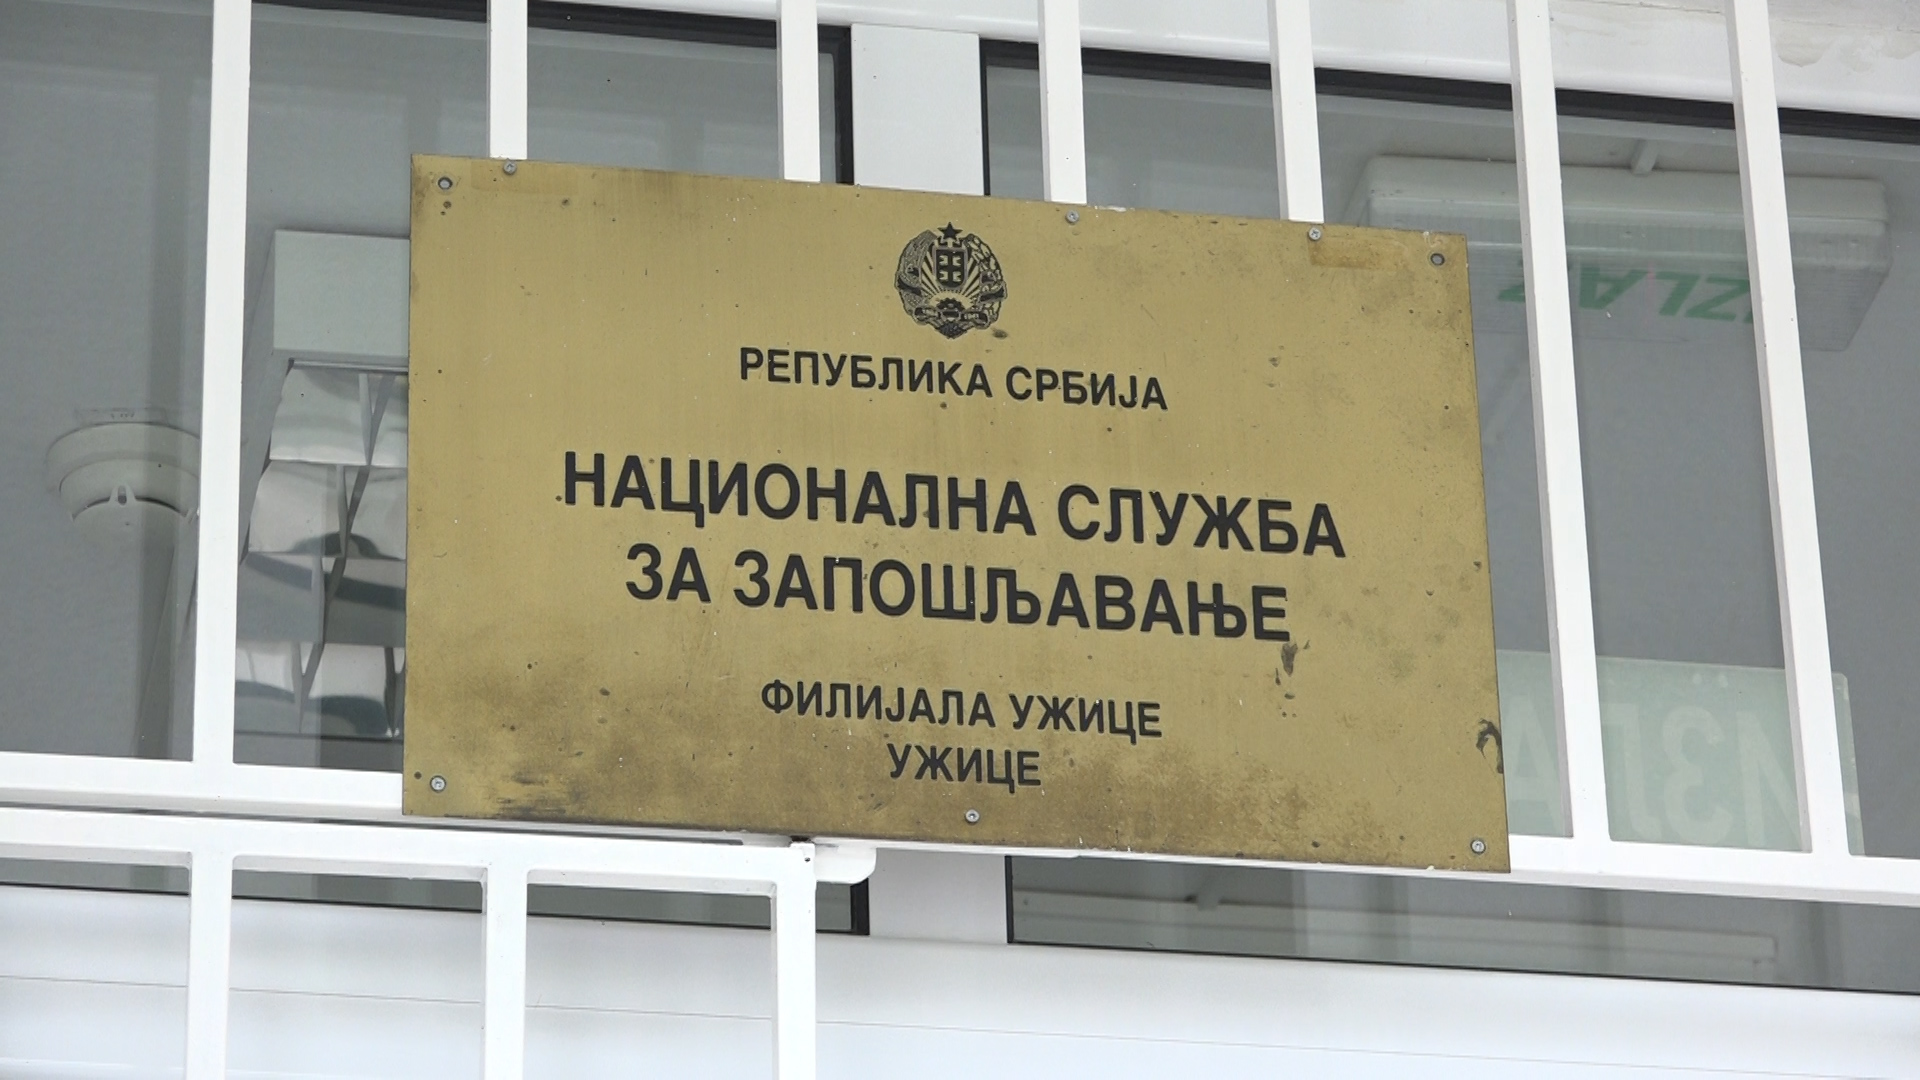 РЕПУБЛИКА СРБИЈА
НАЦИОНАЛНА СЛУЖБА
ЗА ЗАПОШЉАВАЊЕ
ФИЛИЈАЛА УЖИЦЕ
УЖИЦЕ